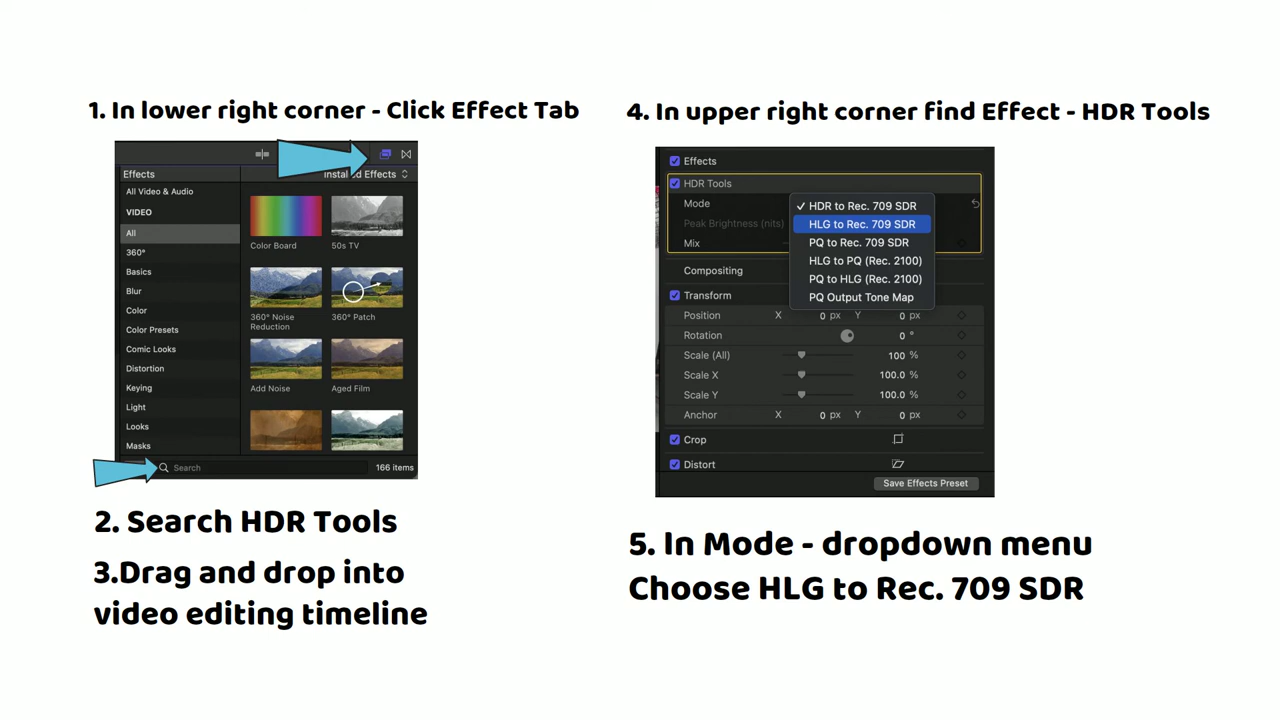 1. In lower right corner - Click Effect Tab
Effects
Effects
All Video & Audio
VIDEO
All
360°
Basics
Blur
Color
Color Presets
Comic Looks
Distortion
Keying
Light
Looks
Masks
Color Board
50s TV
360° Noise
Reduction
360° Patch
Add Noise
Aged Film
Search
166 items
2. Search HDR Tools
3.Drag and drop into
video editing timeline
4. In upper right corner find Effect - HDR Tools
Effects
HDR Tools
Mode
Peak Brightness (nits)
Mix
HDR to Rec. 709 SDR
HLG to Rec. 709 SDR
PQ to Rec. 709 SDR
HLG to PQ (Rec. 2100)
PQ to HLG (Rec. 2100)
PQ Output Tone Map
Compositing
Transform
Position X 0 px Y 0 px
Rotation 0 °
Scale (All) 100 %
Scale X 100.0 %
Scale Y 100.0 %
Anchor X 0 px Y 0 px
Crop
Distort
Save Effects Preset
5. In Mode - dropdown menu
Choose HLG to Rec. 709 SDR